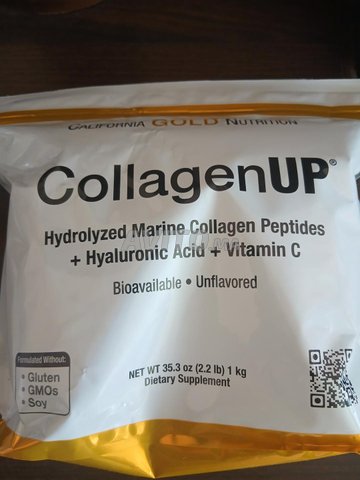 CALIFORNIA GOLD NUTRITION
CollagenUP®
Hydrolyzed Marine Collagen Peptides
+ Hyaluronic Acid + Vitamin C
Bioavailable • Unflavored
Formulated Without:
• Gluten
• GMOs
• Soy
NET WT 35.3 oz (2.2 lb) 1 kg
Dietary Supplement